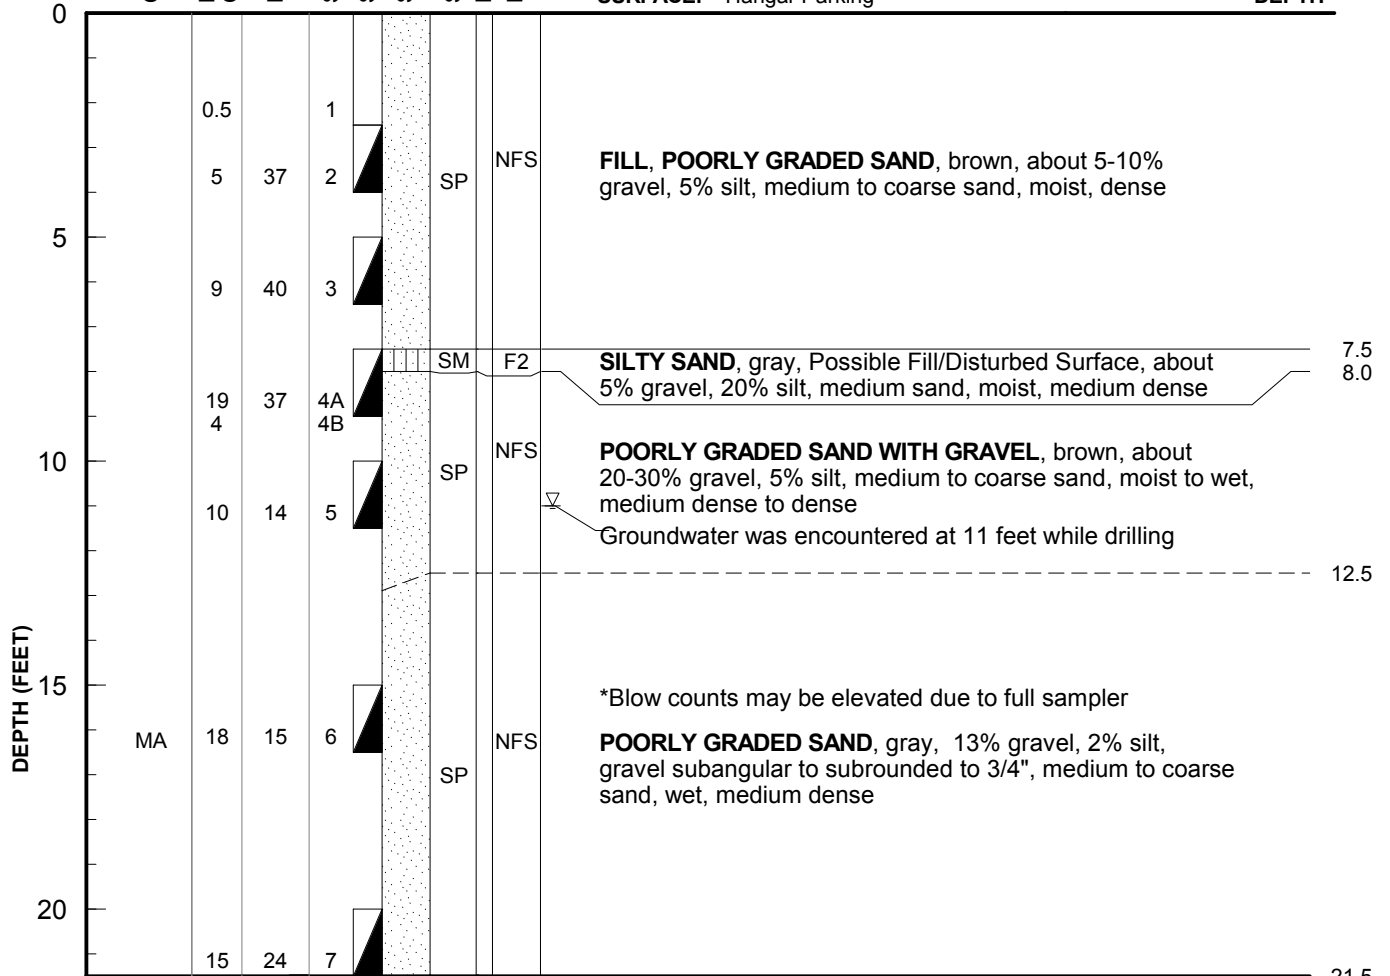 0 SURFACE: Hangar Parking DEPTH
0.5 1
NFS
FILL, POORLY GRADED SAND, brown, about 5-10%
5 37 2 SP
gravel, 5% silt, medium to coarse sand, moist, dense
5
9 40 3
7.5
SM F2 SILTY SAND, gray, Possible Fill/Disturbed Surface, about
8.0
5% gravel, 20% silt, medium sand, moist, medium dense
19 37 4A
4 4B
NFS POORLY GRADED SAND WITH GRAVEL, brown, about
10 SP
20-30% gravel, 5% silt, medium to coarse sand, moist to wet,
medium dense to dense
10 14 5
Groundwater was encountered at 11 feet while drilling
12.5
DEPTH (FEET)
15
*Blow counts may be elevated due to full sampler
MA 18 15 6 NFS POORLY GRADED SAND, gray, 13% gravel, 2% silt,
gravel subangular to subrounded to 3/4", medium to coarse
SP
sand, wet, medium dense
20
15 24 7
21.5